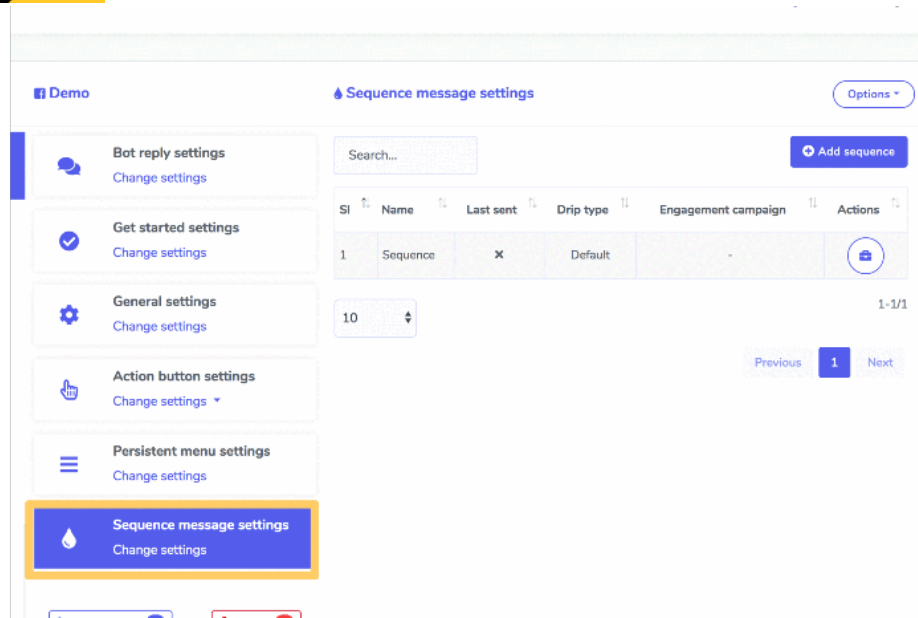 Demo
Sequence message settings
Options
Bot reply settings
Change settings
Get started settings
Change settings
General settings
Change settings
Action button settings
Change settings
Persistent menu settings
Change settings
Sequence message settings
Change settings
Search...
Add sequence
Sl Name Last sent Drip type Engagement campaign Actions
1 Sequence Default -
10
1-1/1
Previous 1 Next